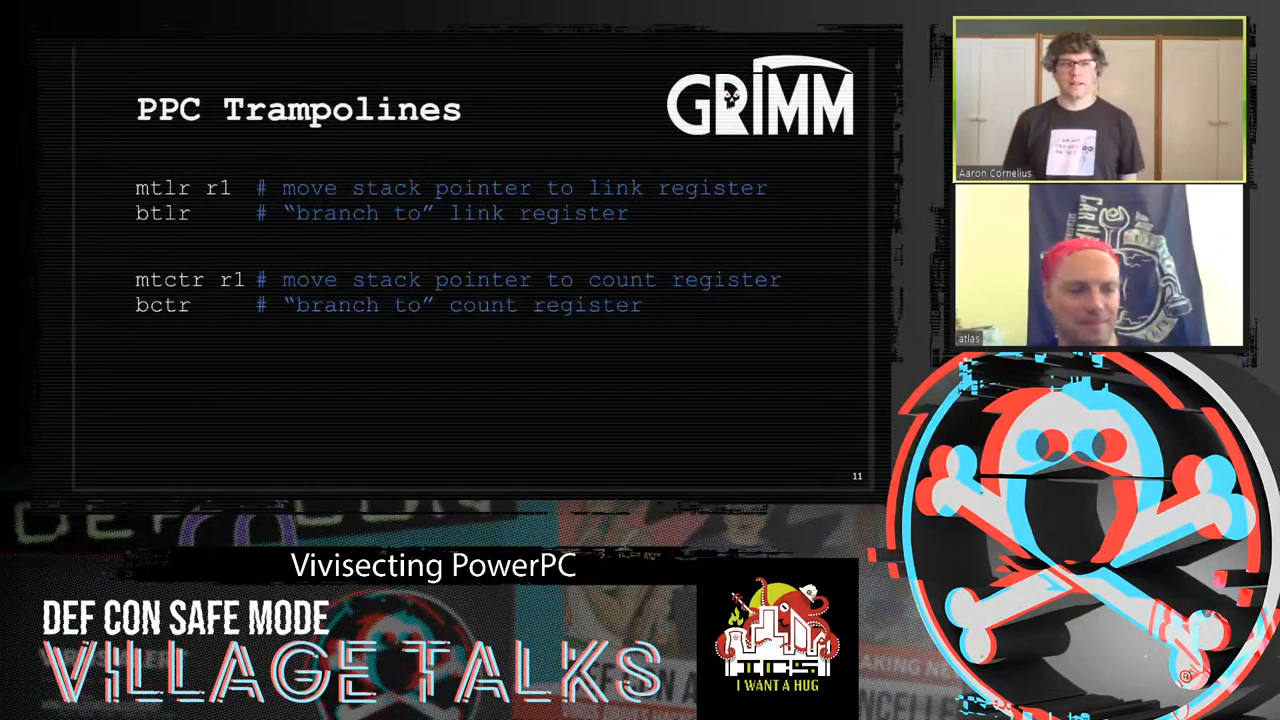 PPC Trampolines
GRIMM
mtlr r1 # move stack pointer to link register
btlr # “branch to” link register
mtctr r1 # move stack pointer to count register
bctr # “branch to” count register
11
Aaron Cornelius
atlas
Vivisecting PowerPC
DEF CON SAFE MODE
VILLAGE TALKS
ICS
I WANT A HUG